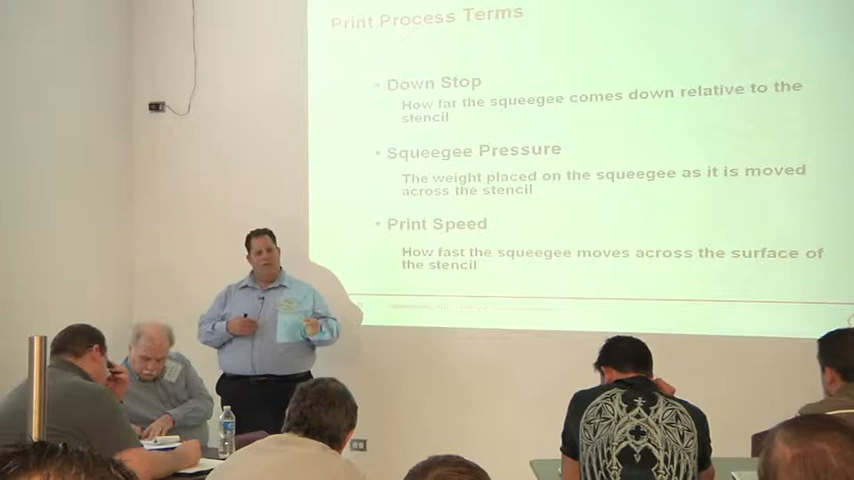 Print Process Terms
• Down Stop
How far the squeegee comes down relative to the
stencil
• Squeegee Pressure
The weight placed on the squeegee as it is moved
across the stencil
• Print Speed
How fast the squeegee moves across the surface of
the stencil